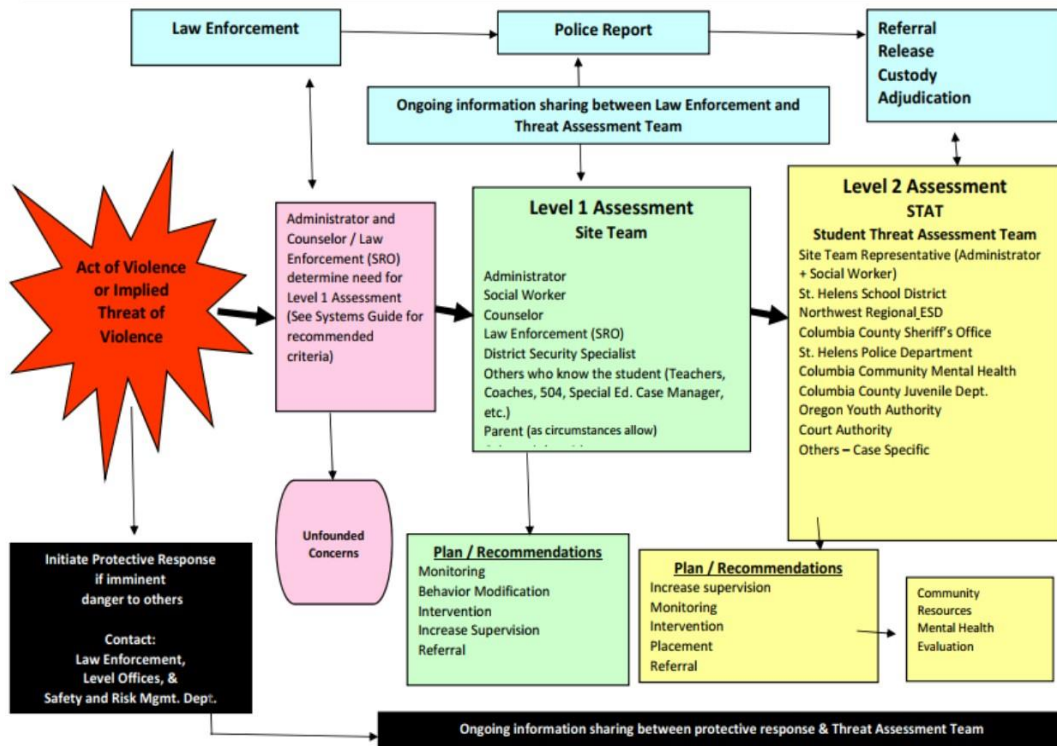 Law Enforcement
Police Report
Referral
Release
Custody
Adjudication
Ongoing information sharing between Law Enforcement and
Threat Assessment Team
Act of Violence
or Implied
Threat of
Violence
Administrator and
Counselor / Law
Enforcement (SRO)
determine need for
Level 1 Assessment
(See Systems Guide for
recommended
criteria)
Level 1 Assessment
Site Team
Administrator
Social Worker
Counselor
Law Enforcement (SRO)
District Security Specialist
Others who know the student (Teachers,
Coaches, 504, Special Ed. Case Manager,
etc.)
Parent (as circumstances allow)
Level 2 Assessment
STAT
Student Threat Assessment Team
Site Team Representative (Administrator
+ Social Worker)
St. Helens School District
Northwest Regional ESD
Columbia County Sheriff's Office
St. Helens Police Department
Columbia Community Mental Health
Columbia County Juvenile Dept.
Oregon Youth Authority
Court Authority
Others – Case Specific
Unfounded
Concerns
Initiate Protective Response
if imminent
danger to others
Contact:
Law Enforcement,
Level Offices, &
Safety and Risk Mgmt. Dept.
Plan / Recommendations
Monitoring
Behavior Modification
Intervention
Increase Supervision
Referral
Plan / Recommendations
Increase supervision
Monitoring
Intervention
Placement
Referral
Community
Resources
Mental Health
Evaluation
Ongoing information sharing between protective response & Threat Assessment Team